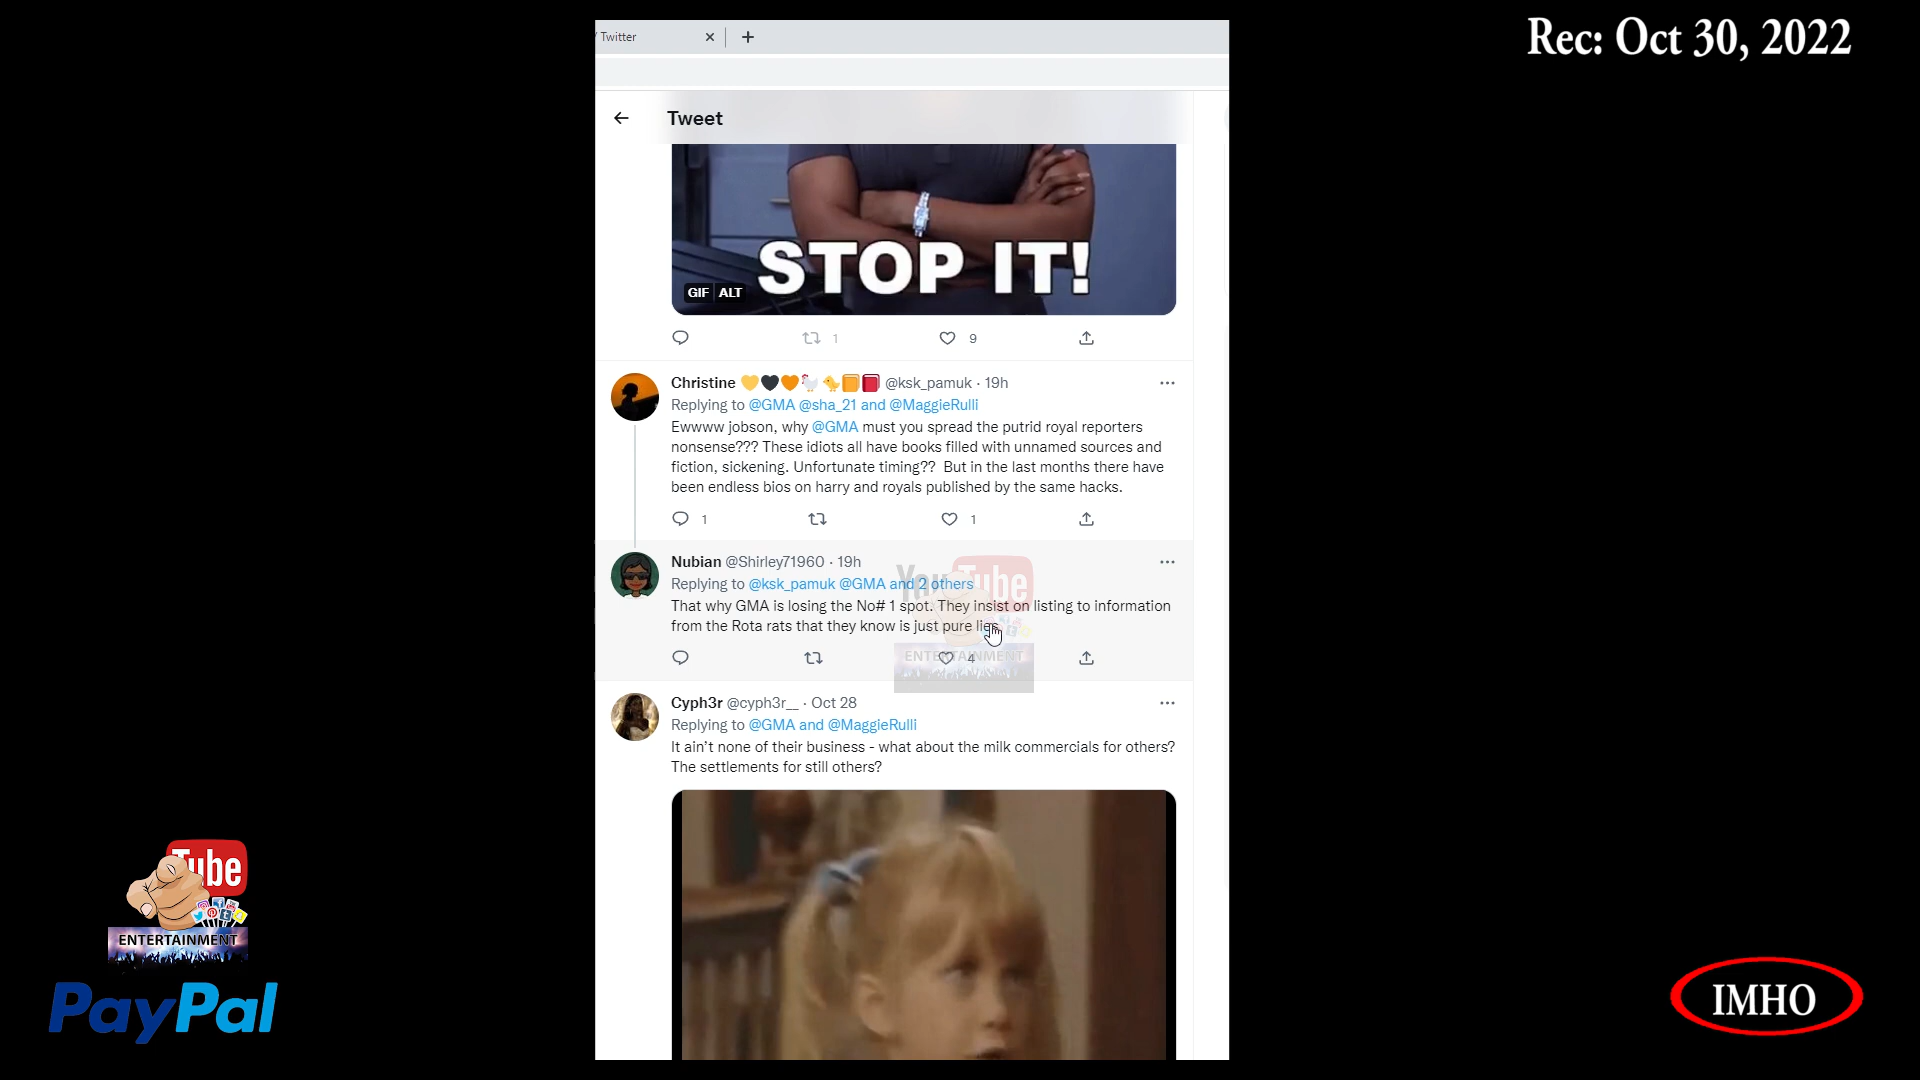 Rec: Oct 30, 2022
/ Twitter
Tweet
STOP IT!
GIF ALT
1 9
Christine 💛🖤🧡🐔🐤📙📕 @ksk_pamuk · 19h
Replying to @GMA @sha_21 and @MaggieRulli
Ewwww jobson, why @GMA must you spread the putrid royal reporters
nonsense??? These idiots all have books filled with unnamed sources and
fiction, sickening. Unfortunate timing?? But in the last months there have
been endless bios on harry and royals published by the same hacks.
1 1
Nubian @Shirley71960 · 19h
Replying to @ksk_pamuk @GMA and 2 others
That why GMA is losing the No# 1 spot. They insist on listing to information
from the Rota rats that they know is just pure lies
4
YouTube
ENTERTAINMENT
Cyph3r @cyph3r__ · Oct 28
Replying to @GMA and @MaggieRulli
It ain't none of their business - what about the milk commercials for others?
The settlements for still others?
Tube
ENTERTAINMENT
PayPal
IMHO